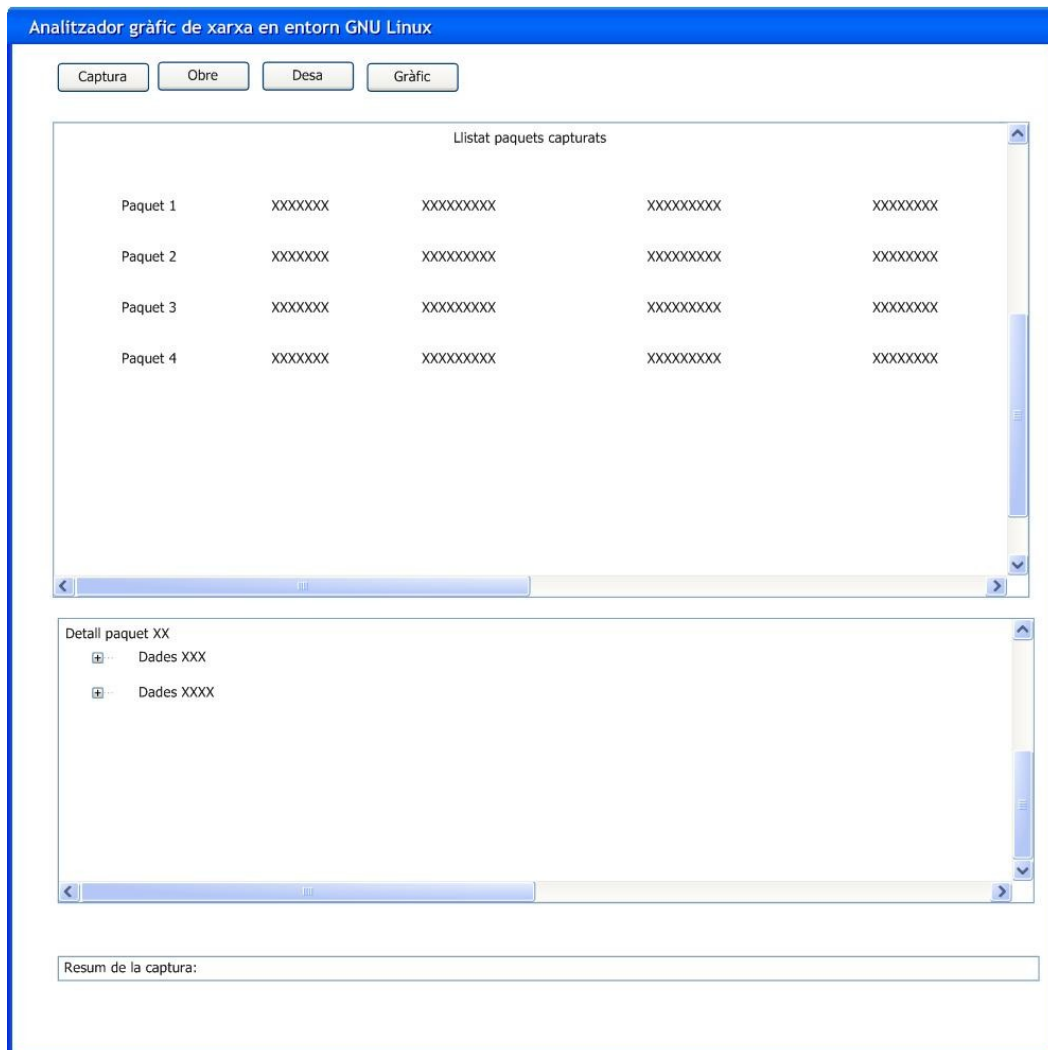 Analitzador gràfic de xarxa en entorn GNU Linux
Captura Obre Desa Gràfic
Llistat paquets capturats
Paquet 1 XXXXXXX XXXXXXXXX XXXXXXXXX XXXXXXXX
Paquet 2 XXXXXXX XXXXXXXXX XXXXXXXXX XXXXXXXX
Paquet 3 XXXXXXX XXXXXXXXX XXXXXXXXX XXXXXXXX
Paquet 4 XXXXXXX XXXXXXXXX XXXXXXXXX XXXXXXXX
Detall paquet XX
Dades XXX
Dades XXXX
Resum de la captura: